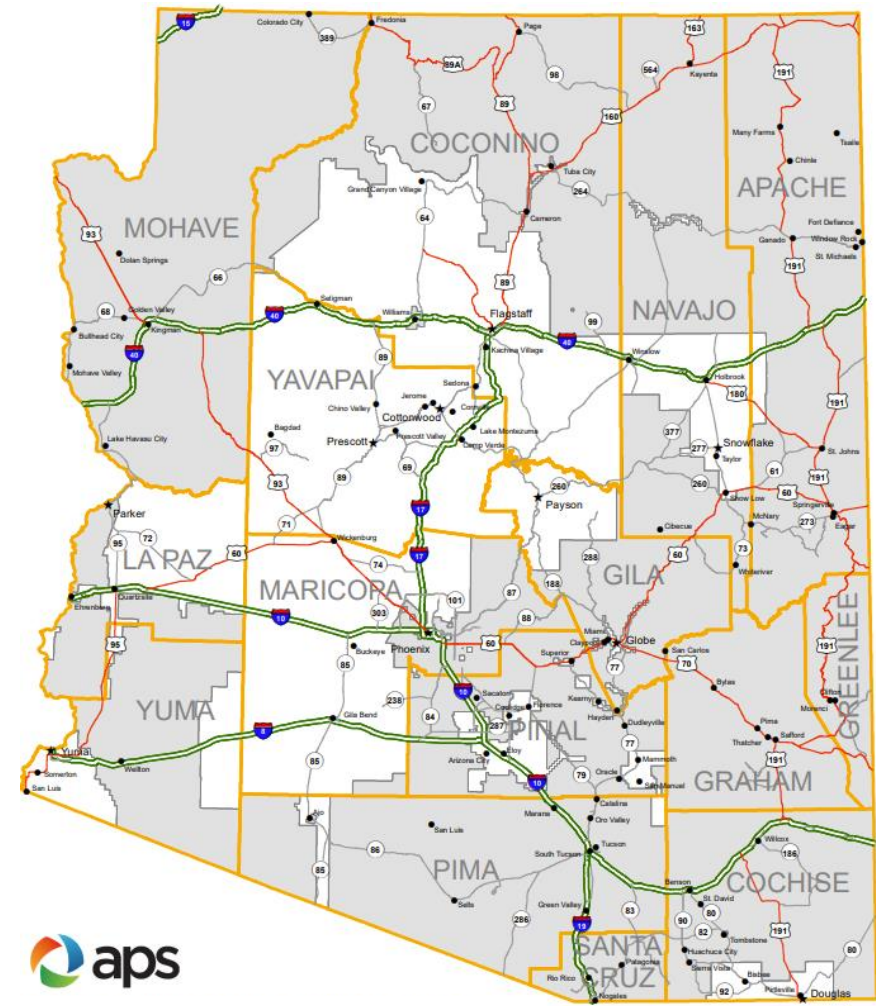 15
Colorado City
Fredonia
Page
163
389
89A
98
564
Kayenta
191
67
89
160
COCONINO
Many Farms
Tsaile
Tuba City
Chinle
Grand Canyon Village
264
APACHE
MOHAVE
64
Cameron
Fort Defiance
93
Ganado
Window Rock
Dolan Springs
St. Michaels
66
89
191
68
Golden Valley
Seligman
Williams
NAVAJO
40
Flagstaff
99
Bullhead City
Kingman
Kachina Village
40
40
Winslow
Mohave Valley
89
Holbrook
YAVAPAI
Sedona
180
Jerome
Chino Valley
Cottonwood
191
Bagdad
Lake Montezuma
377
Lake Havasu City
Prescott
Prescott Valley
Camp Verde
277
Snowflake
97
69
Taylor
St. Johns
61
93
89
260
260
191
Parker
17
Payson
Show Low
60
Springerville
71
McNary
273
Eagar
95
72
Wickenburg
Cibecue
LA PAZ
60
17
288
60
73
74
GILA
Whiteriver
MARICOPA
188
Quartzsite
101
87
Ehrenberg
303
88
GREENLEE
10
Miami
Globe
95
Phoenix
60
Claypool
191
Buckeye
Superior
San Carlos
85
77
70
10
Sacaton
Bylas
Clifton
238
Coolidge
Florence
Kearny
Morenci
YUMA
84
287
Hayden
Gila Bend
PINAL
Dudleyville
Pima
8
77
Thatcher
Safford
Yuma
Arizona City
Eloy
Mammoth
191
Wellton
85
79
Oracle
Somerton
10
San Manuel
GRAHAM
San Luis
Catalina
Marana
Ajo
San Luis
Oro Valley
Willcox
86
Tucson
186
South Tucson
85
PIMA
COCHISE
Benson
Sells
St. David
Green Valley
83
90
80
191
286
19
82
Tombstone
80
SANTA
CRUZ
Huachuca City
Patagonia
Sierra Vista
Bisbee
Rio Rico
92
Pirtleville
Nogales
Douglas
aps